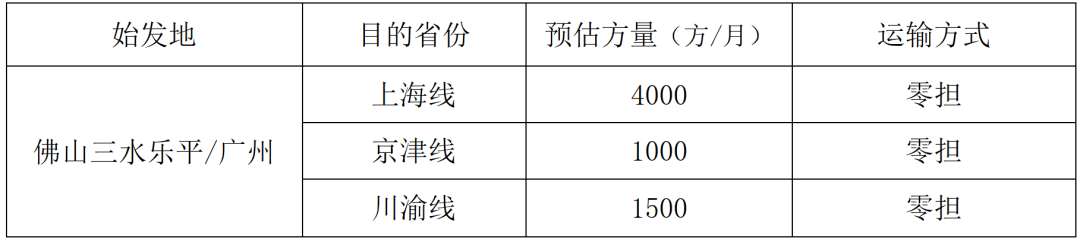 始发地 目的省份 预估方量（方/月） 运输方式
佛山三水乐平/广州 上海线 4000 零担
京津线 1000 零担
川渝线 1500 零担